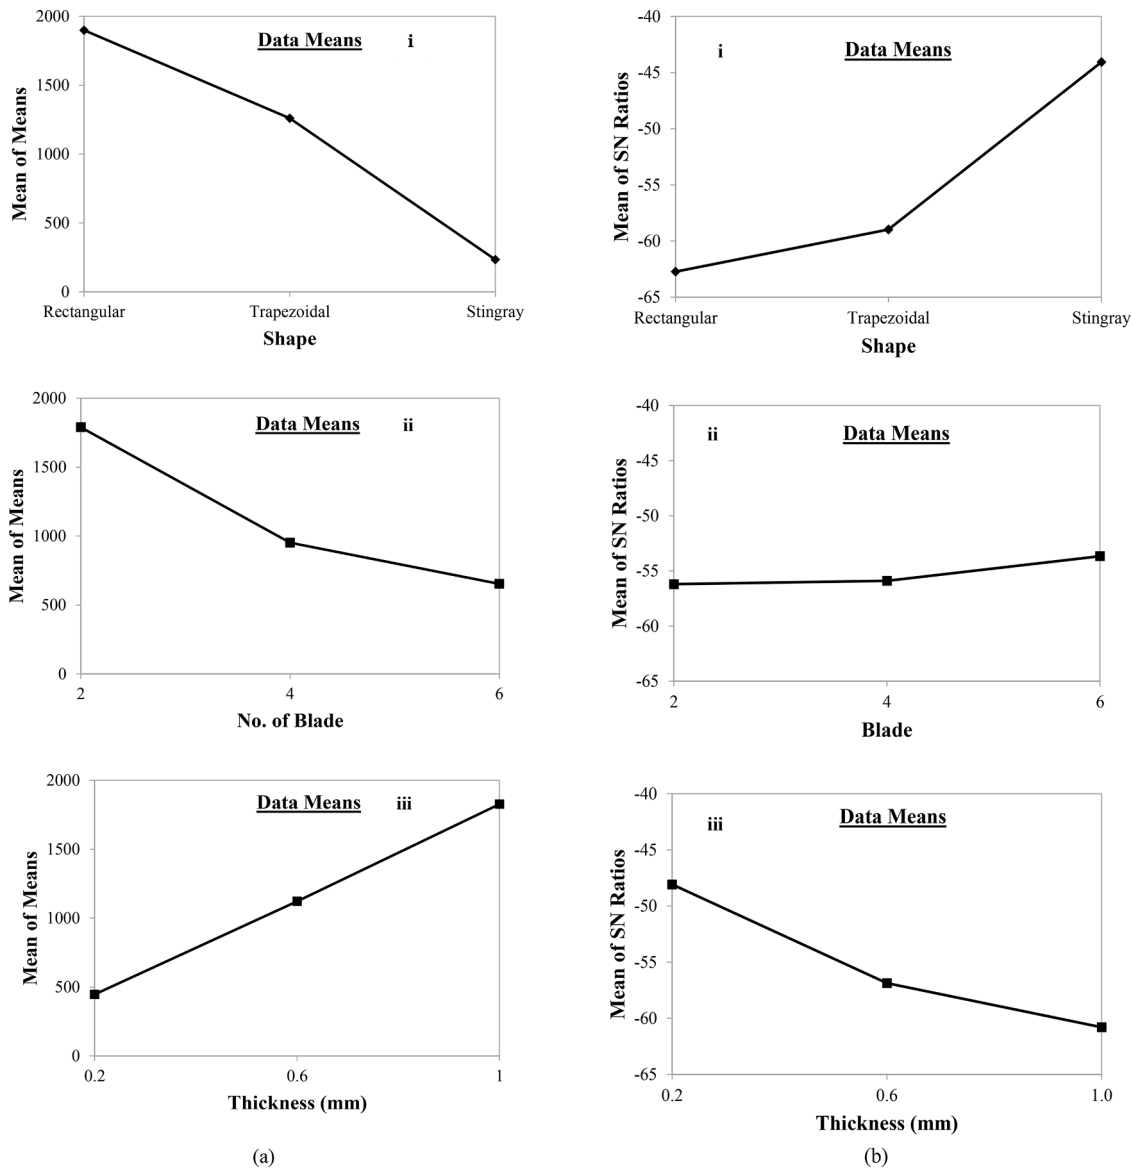 2000
1500
1000
500
0
Mean of Means
Data Means i
Rectangular Trapezoidal Stingray
Shape
-40
-45
-50
-55
-60
-65
Mean of SN Ratios
i Data Means
Rectangular Trapezoidal Stingray
Shape
2000
1500
1000
500
0
Mean of Means
Data Means ii
2 4 6
No. of Blade
-40
-45
-50
-55
-60
-65
Mean of SN Ratios
ii Data Means
2 4 6
Blade
2000
1500
1000
500
0
Mean of Means
Data Means iii
0.2 0.6 1
Thickness (mm)
-40
-45
-50
-55
-60
-65
Mean of SN Ratios
iii Data Means
0.2 0.6 1.0
Thickness (mm)
(a) (b)